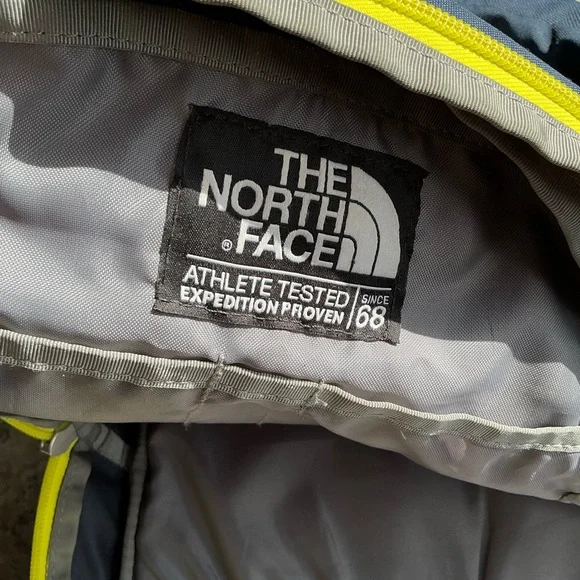 THE
NORTH
® FACE
ATHLETE TESTED
EXPEDITION PROVEN
SINCE
68